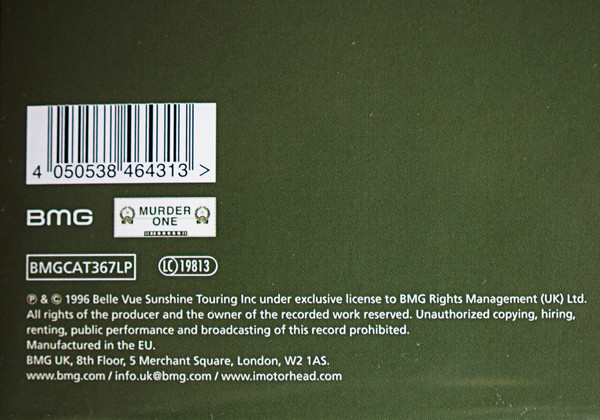 4 050538 464313 >
BMG
MURDER
ONE
BMGCAT367LP
LC 19813
℗ & © 1996 Belle Vue Sunshine Touring Inc under exclusive license to BMG Rights Management (UK) Ltd.
All rights of the producer and the owner of the recorded work reserved. Unauthorized copying, hiring,
renting, public performance and broadcasting of this record prohibited.
Manufactured in the EU.
BMG UK, 8th Floor, 5 Merchant Square, London, W2 1AS.
www.bmg.com / info.uk@bmg.com / www.imotorhead.com